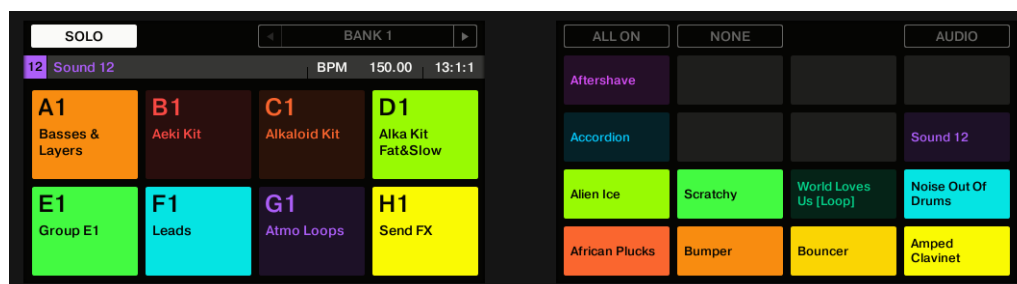 SOLO
BANK 1
ALL ON
NONE
AUDIO
12 Sound 12
BPM 150.00 13:1:1
A1
Basses &
Layers
B1
Aeki Kit
C1
Alkaloid Kit
D1
Alka Kit
Fat&Slow
E1
Group E1
F1
Leads
G1
Atmo Loops
H1
Send FX
Aftershave
Accordion
Sound 12
Alien Ice
Scratchy
World Loves
Us [Loop]
Noise Out Of
Drums
African Plucks
Bumper
Bouncer
Amped
Clavinet